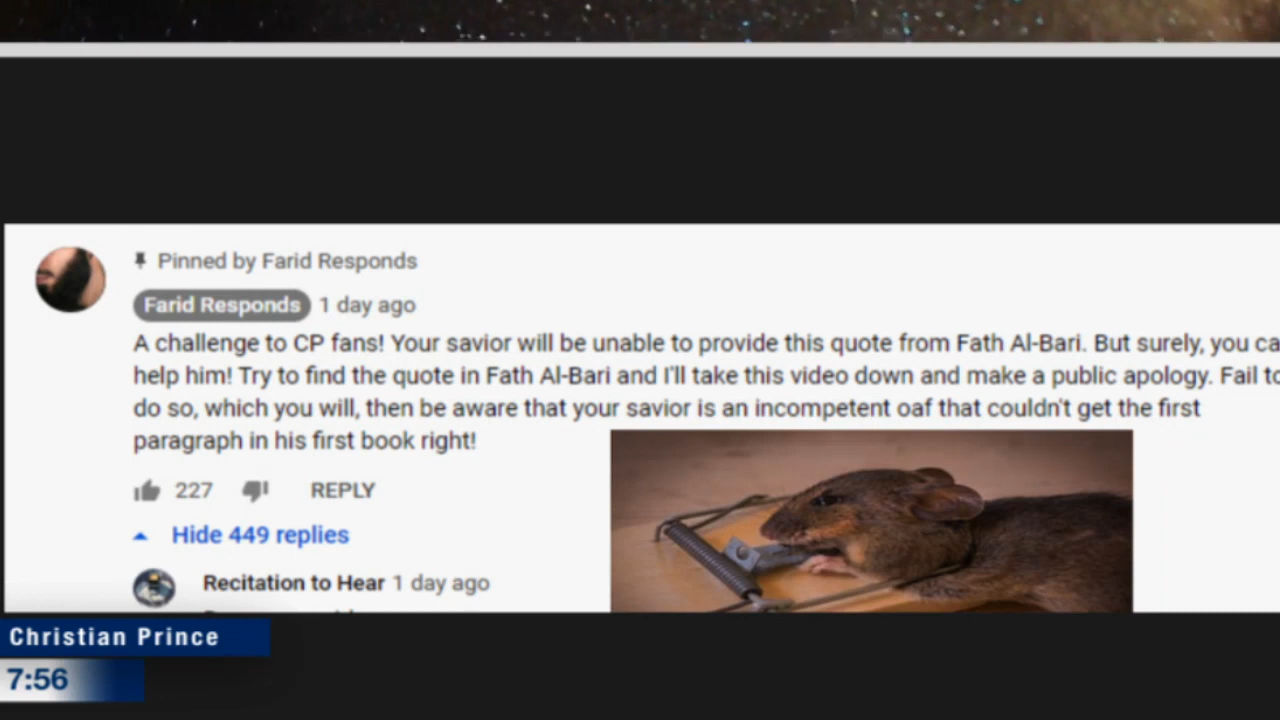 Pinned by Farid Responds
Farid Responds 1 day ago
A challenge to CP fans! Your savior will be unable to provide this quote from Fath Al-Bari. But surely, you ca
help him! Try to find the quote in Fath Al-Bari and I'll take this video down and make a public apology. Fail to
do so, which you will, then be aware that your savior is an incompetent oaf that couldn't get the first
paragraph in his first book right!
227 REPLY
Hide 449 replies
Recitation to Hear 1 day ago
Christian Prince
7:56